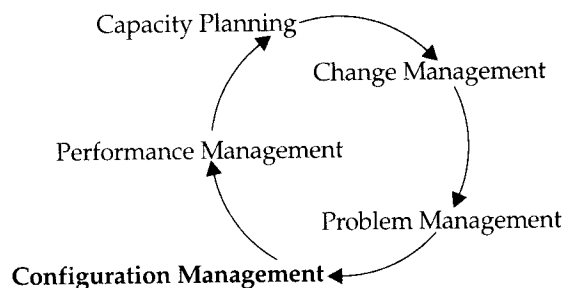 Capacity Planning
Change Management
Performance Management
Problem Management
Configuration Management